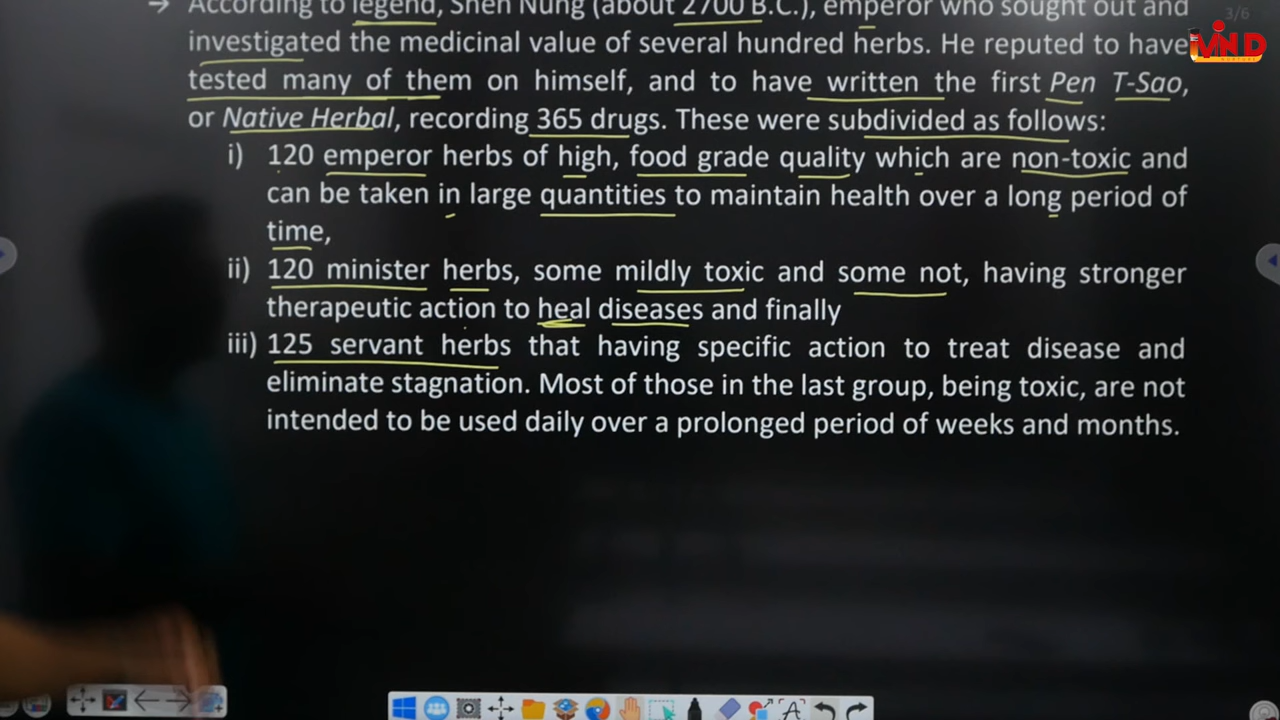 → According to legend, Shen Nung (about 2700 B.C.), emperor who sought out and
3/6
investigated the medicinal value of several hundred herbs. He reputed to have
MIND
tested many of them on himself, and to have written the first Pen T-Sao,
or Native Herbal, recording 365 drugs. These were subdivided as follows:
i) 120 emperor herbs of high, food grade quality which are non-toxic and
can be taken in large quantities to maintain health over a long period of
time,
ii) 120 minister herbs, some mildly toxic and some not, having stronger
therapeutic action to heal diseases and finally
iii) 125 servant herbs that having specific action to treat disease and
eliminate stagnation. Most of those in the last group, being toxic, are not
intended to be used daily over a prolonged period of weeks and months.